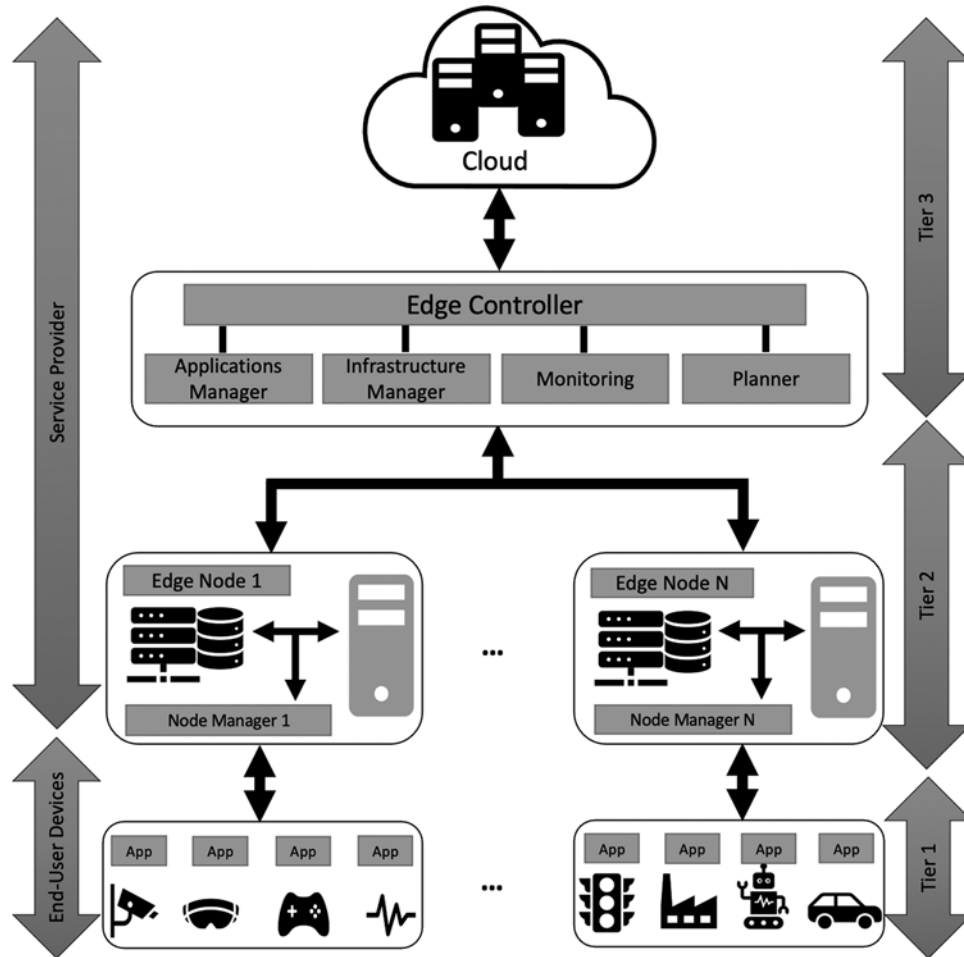 Cloud
Tier 3
Service Provider
Edge Controller
Applications
Manager
Infrastructure
Manager
Monitoring
Planner
Tier 2
Edge Node 1
Node Manager 1
...
Edge Node N
Node Manager N
End-User Devices
App App App App
...
App App App App
Tier 1